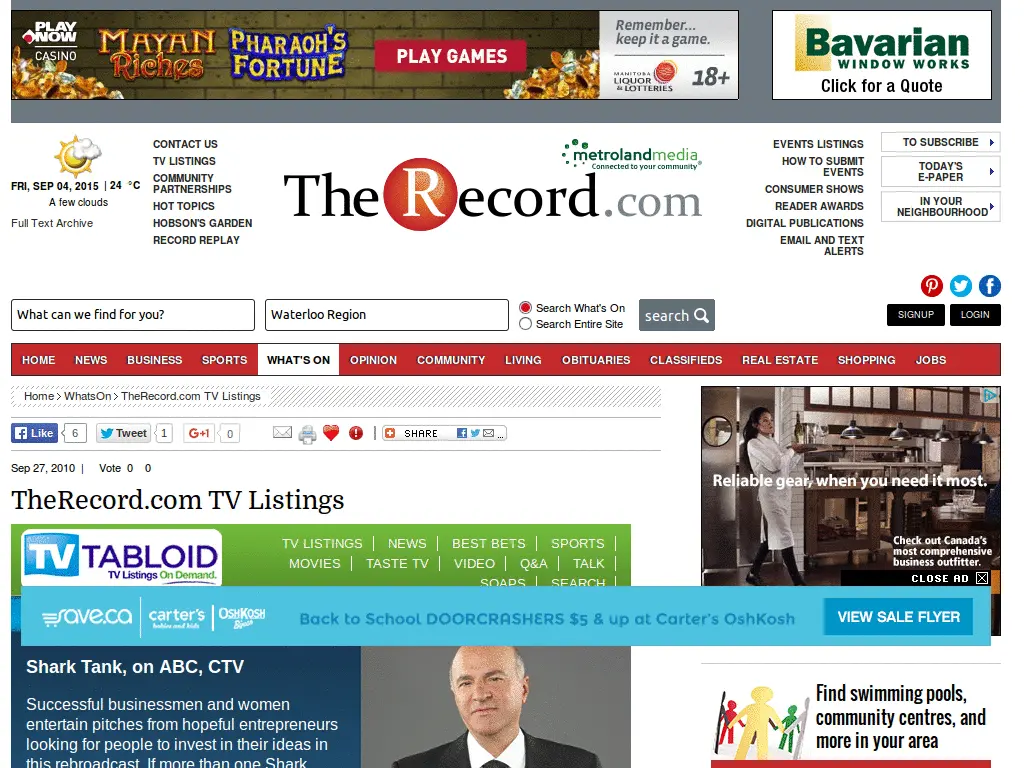 PLAY
NOW
CASINO
MAYAN
Riches
PHARAOH'S
FORTUNE
PLAY GAMES
Remember...
keep it a game.
MANITOBA
LIQUOR
& LOTTERIES
18+
Bavarian
WINDOW WORKS
Click for a Quote
FRI, SEP 04, 2015 | 24 °C
A few clouds
Full Text Archive
CONTACT US
TV LISTINGS
COMMUNITY
PARTNERSHIPS
HOT TOPICS
HOBSON'S GARDEN
RECORD REPLAY
metrolandmedia
Connected to your community
TheRecord.com
EVENTS LISTINGS
HOW TO SUBMIT
EVENTS
CONSUMER SHOWS
READER AWARDS
DIGITAL PUBLICATIONS
EMAIL AND TEXT
ALERTS
TO SUBSCRIBE
TODAY'S
E-PAPER
IN YOUR
NEIGHBOURHOOD
What can we find for you?
Waterloo Region
Search What's On
Search Entire Site
search
SIGNUP
LOGIN
HOME NEWS BUSINESS SPORTS WHAT'S ON OPINION COMMUNITY LIVING OBITUARIES CLASSIFIEDS REAL ESTATE SHOPPING JOBS
Home > WhatsOn > TheRecord.com TV Listings
Like 6 Tweet 1 G+1 0 | SHARE ...
Sep 27, 2010 | Vote 0 0
TheRecord.com TV Listings
TV TABLOID
TV Listings On Demand.
TV LISTINGS | NEWS | BEST BETS | SPORTS |
MOVIES | TASTE TV | VIDEO | Q&A | TALK
SOAPS | SEARCH
Reliable gear, when you need it most.
Check out Canada's
most comprehensive
business outfitter.
CLOSE AD
save.ca
carter's
babies and kids
OSHKOSH
B'gosh
Back to School DOORCRASHERS $5 & up at Carter's OshKosh
VIEW SALE FLYER
Shark Tank, on ABC, CTV
Successful businessmen and women
entertain pitches from hopeful entrepreneurs
looking for people to invest in their ideas in
this rebroadcast. If more than one Shark
Find swimming pools,
community centres, and
more in your area